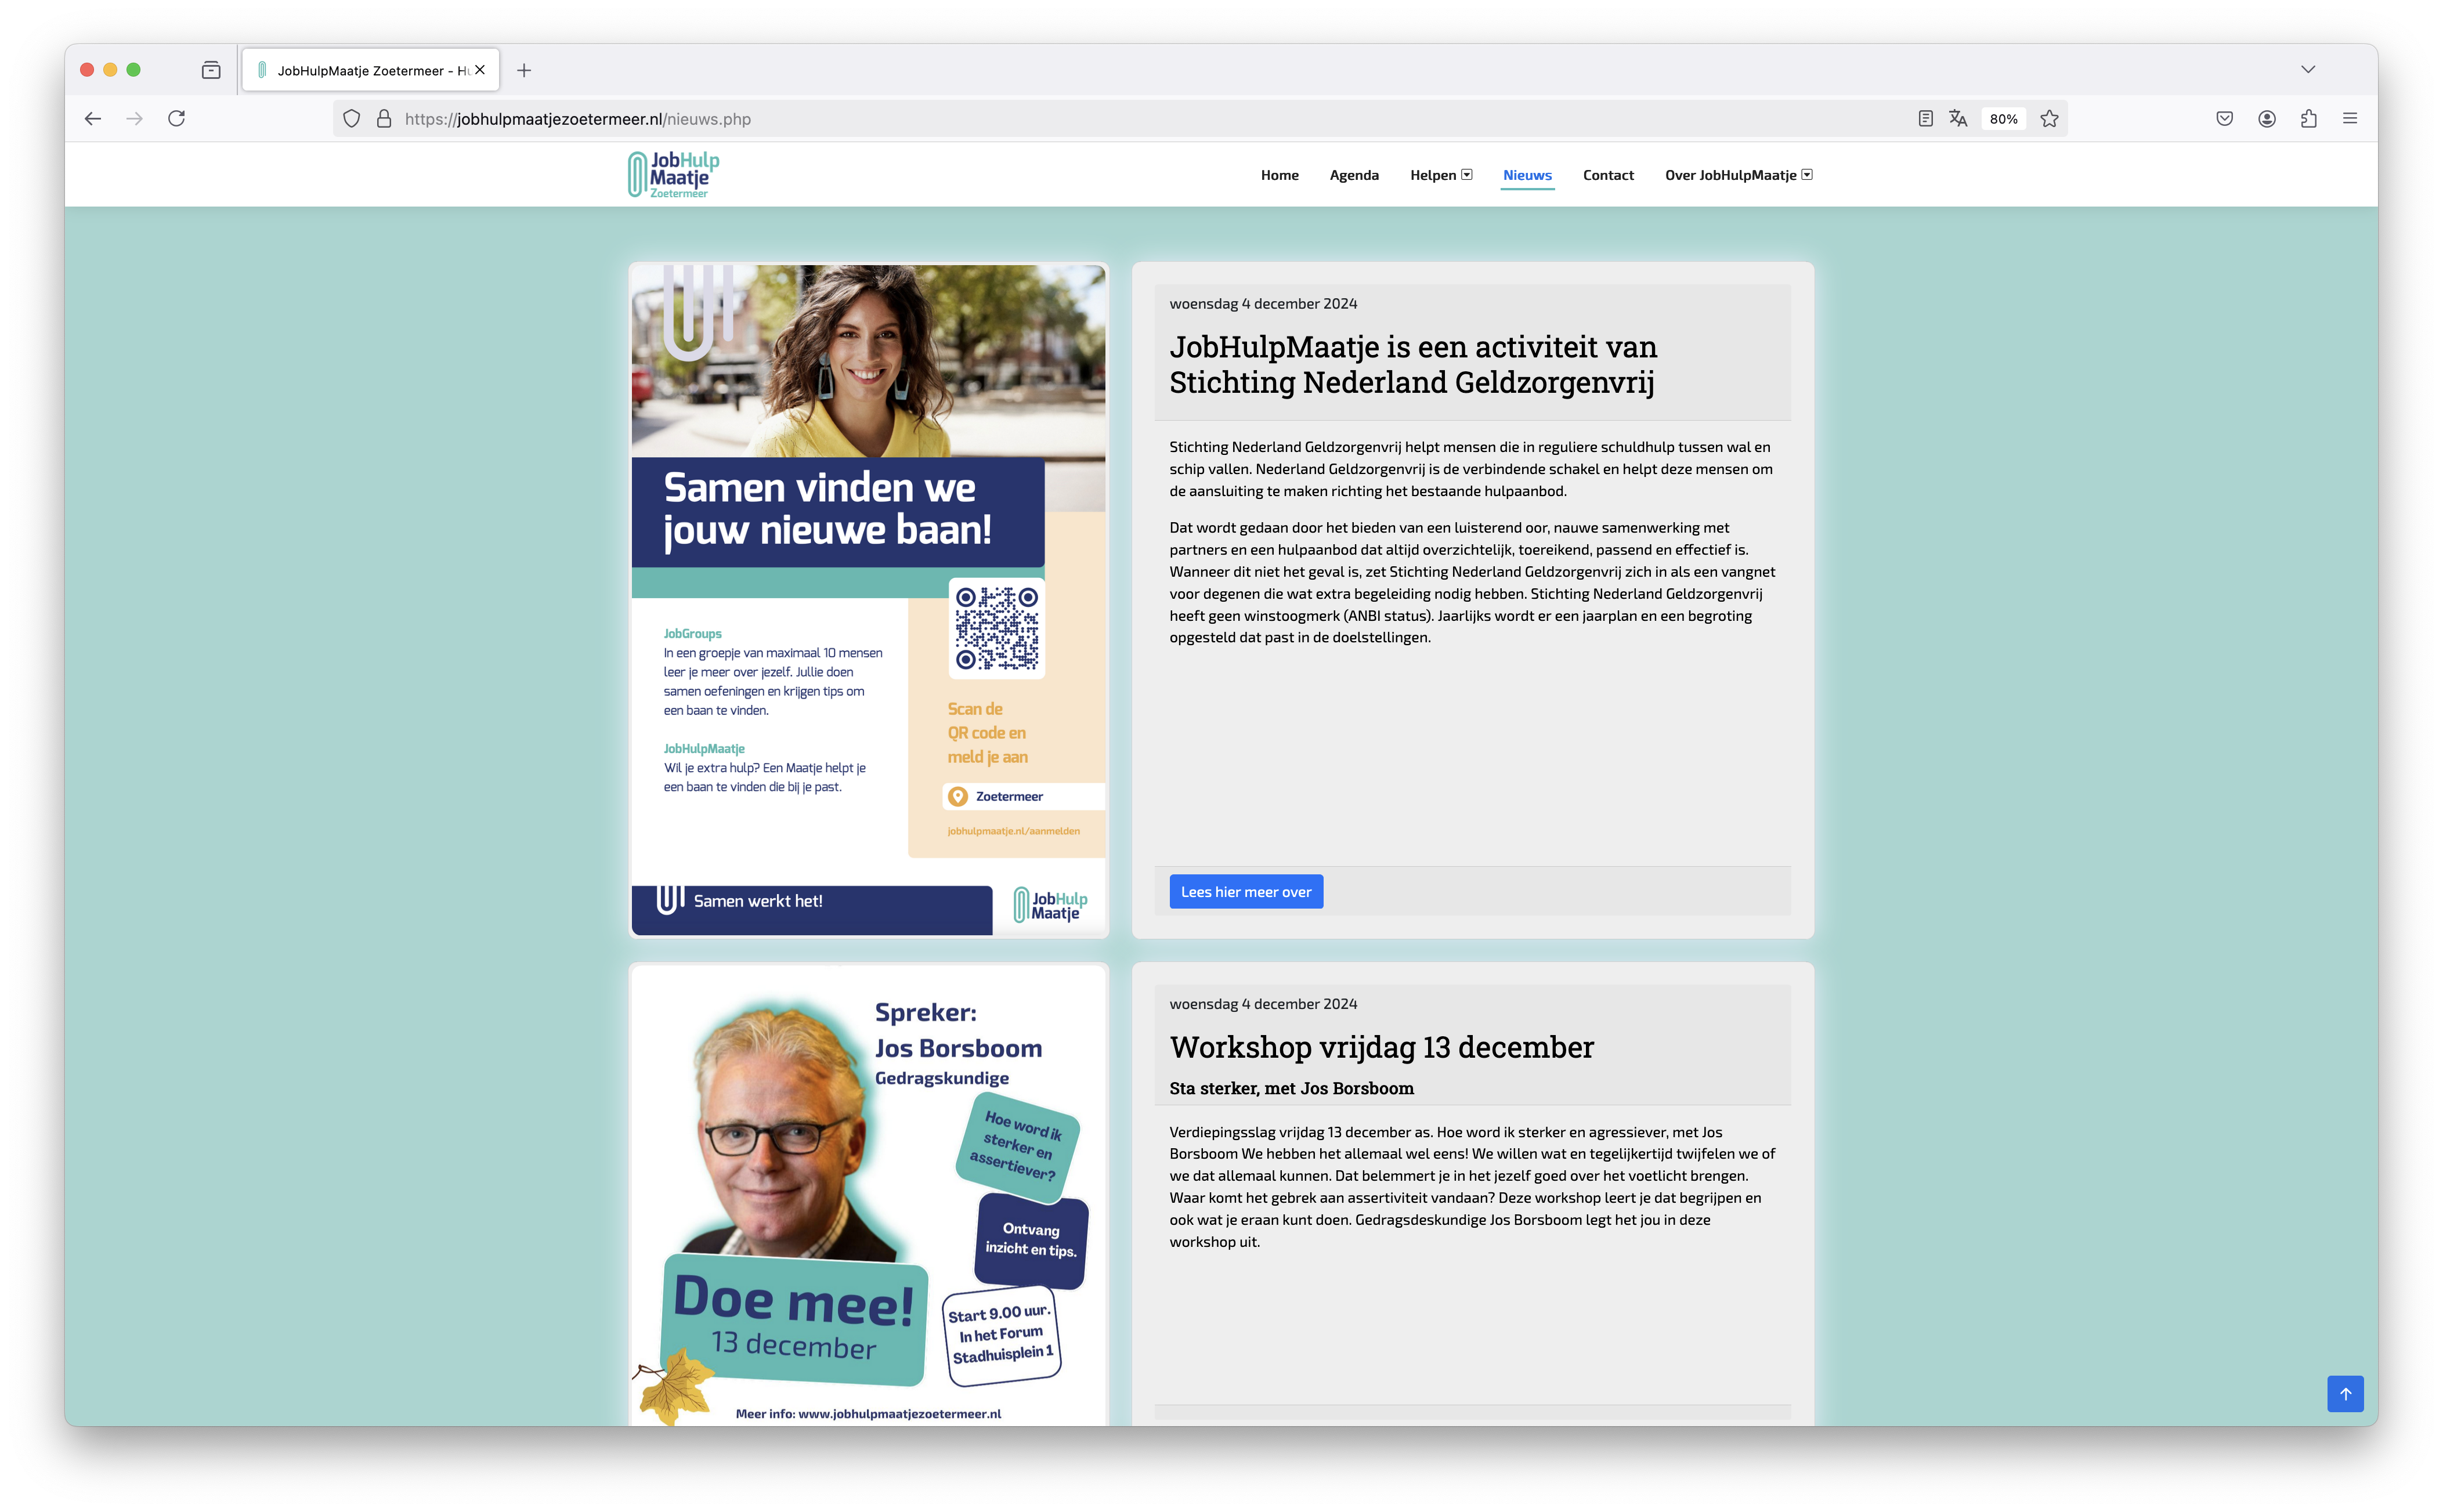 JobHulpMaatje Zoetermeer - Hu
https://jobhulpmaatjezoetermeer.nl/nieuws.php
80%
JobHulp
Maatje
Zoetermeer
Home
Agenda
Helpen
Nieuws
Contact
Over JobHulpMaatje
Samen vinden we
jouw nieuwe baan!
JobGroups
In een groepje van maximaal 10 mensen
leer je meer over jezelf. Jullie doen
samen oefeningen en krijgen tips om
een baan te vinden.
JobHulpMaatje
Wil je extra hulp? Een Maatje helpt je
een baan te vinden die bij je past.
Scan de
QR code en
meld je aan
Zoetermeer
jobhulpmaatje.nl/aanmelden
Samen werkt het!
JobHulp
Maatje
woensdag 4 december 2024
JobHulpMaatje is een activiteit van
Stichting Nederland Geldzorgenvrij
Stichting Nederland Geldzorgenvrij helpt mensen die in reguliere schuldhulp tussen wal en
schip vallen. Nederland Geldzorgenvrij is de verbindende schakel en helpt deze mensen om
de aansluiting te maken richting het bestaande hulpaanbod.
Dat wordt gedaan door het bieden van een luisterend oor, nauwe samenwerking met
partners en een hulpaanbod dat altijd overzichtelijk, toereikend, passend en effectief is.
Wanneer dit niet het geval is, zet Stichting Nederland Geldzorgenvrij zich in als een vangnet
voor degenen die wat extra begeleiding nodig hebben. Stichting Nederland Geldzorgenvrij
heeft geen winstoogmerk (ANBI status). Jaarlijks wordt er een jaarplan en een begroting
opgesteld dat past in de doelstellingen.
Lees hier meer over
Spreker:
Jos Borsboom
Gedragskundige
Hoe word ik
sterker en
assertiever?
Ontvang
inzicht en tips.
Doe mee!
13 december
Start 9.00 uur.
In het Forum
Stadhuisplein 1
Meer info: www.jobhulpmaatjezoetermeer.nl
woensdag 4 december 2024
Workshop vrijdag 13 december
Sta sterker, met Jos Borsboom
Verdiepingsslag vrijdag 13 december as. Hoe word ik sterker en agressiever, met Jos
Borsboom We hebben het allemaal wel eens! We willen wat en tegelijkertijd twijfelen we of
we dat allemaal kunnen. Dat belemmert je in het jezelf goed over het voetlicht brengen.
Waar komt het gebrek aan assertiviteit vandaan? Deze workshop leert je dat begrijpen en
ook wat je eraan kunt doen. Gedragsdeskundige Jos Borsboom legt het jou in deze
workshop uit.